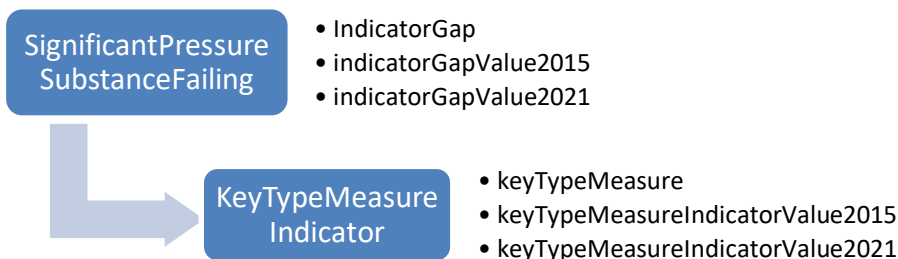 SignificantPressure
SubstanceFailing
• IndicatorGap
• indicatorGapValue2015
• indicatorGapValue2021
KeyTypeMeasure
Indicator
• keyTypeMeasure
• keyTypeMeasureIndicatorValue2015
• keyTypeMeasureIndicatorValue2021